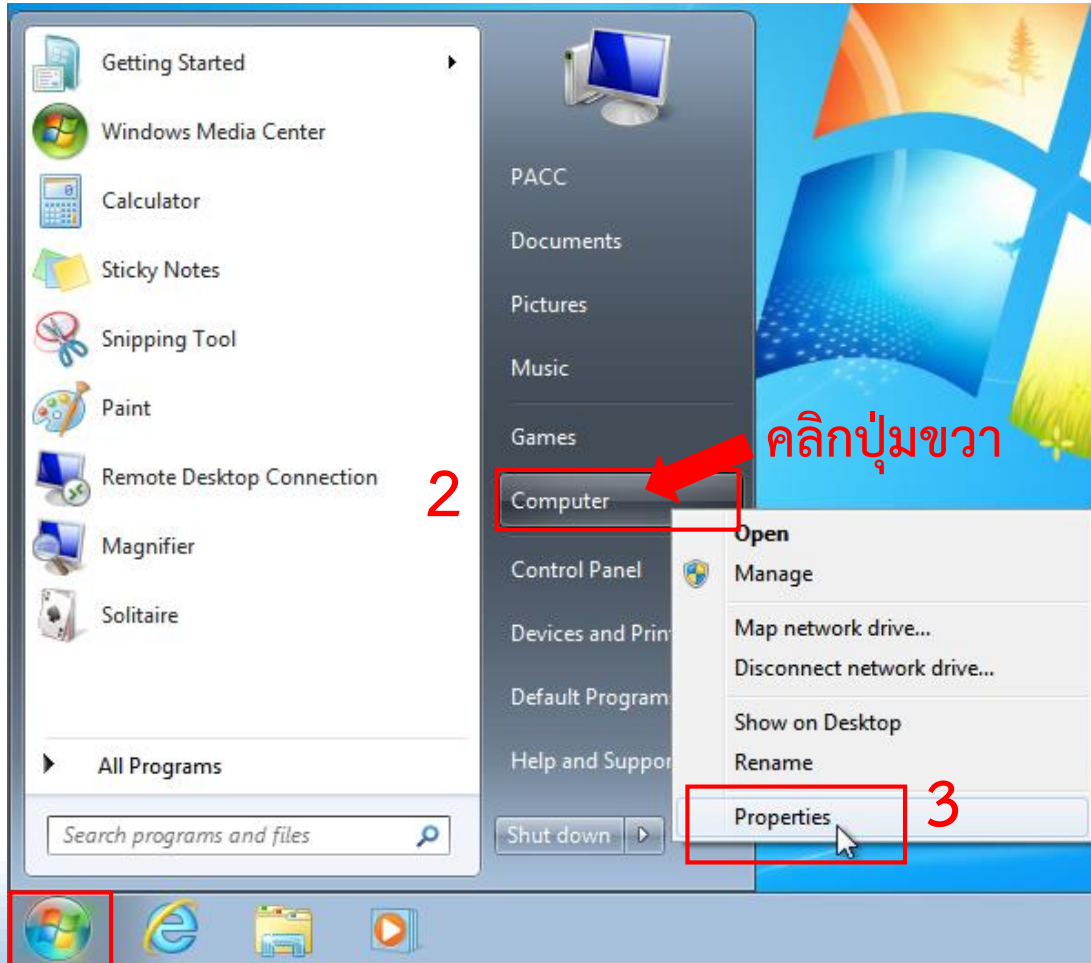 Getting Started
Windows Media Center
Calculator
Sticky Notes
Snipping Tool
Paint
Remote Desktop Connection
Magnifier
Solitaire
All Programs
Search programs and files
PACC
Documents
Pictures
Music
Games
คลิกปุ่มขวา
2
Computer
Control Panel
Devices and Prin
Default Program
Help and Suppor
Shut down
Open
Manage
Map network drive...
Disconnect network drive...
Show on Desktop
Rename
Properties
3